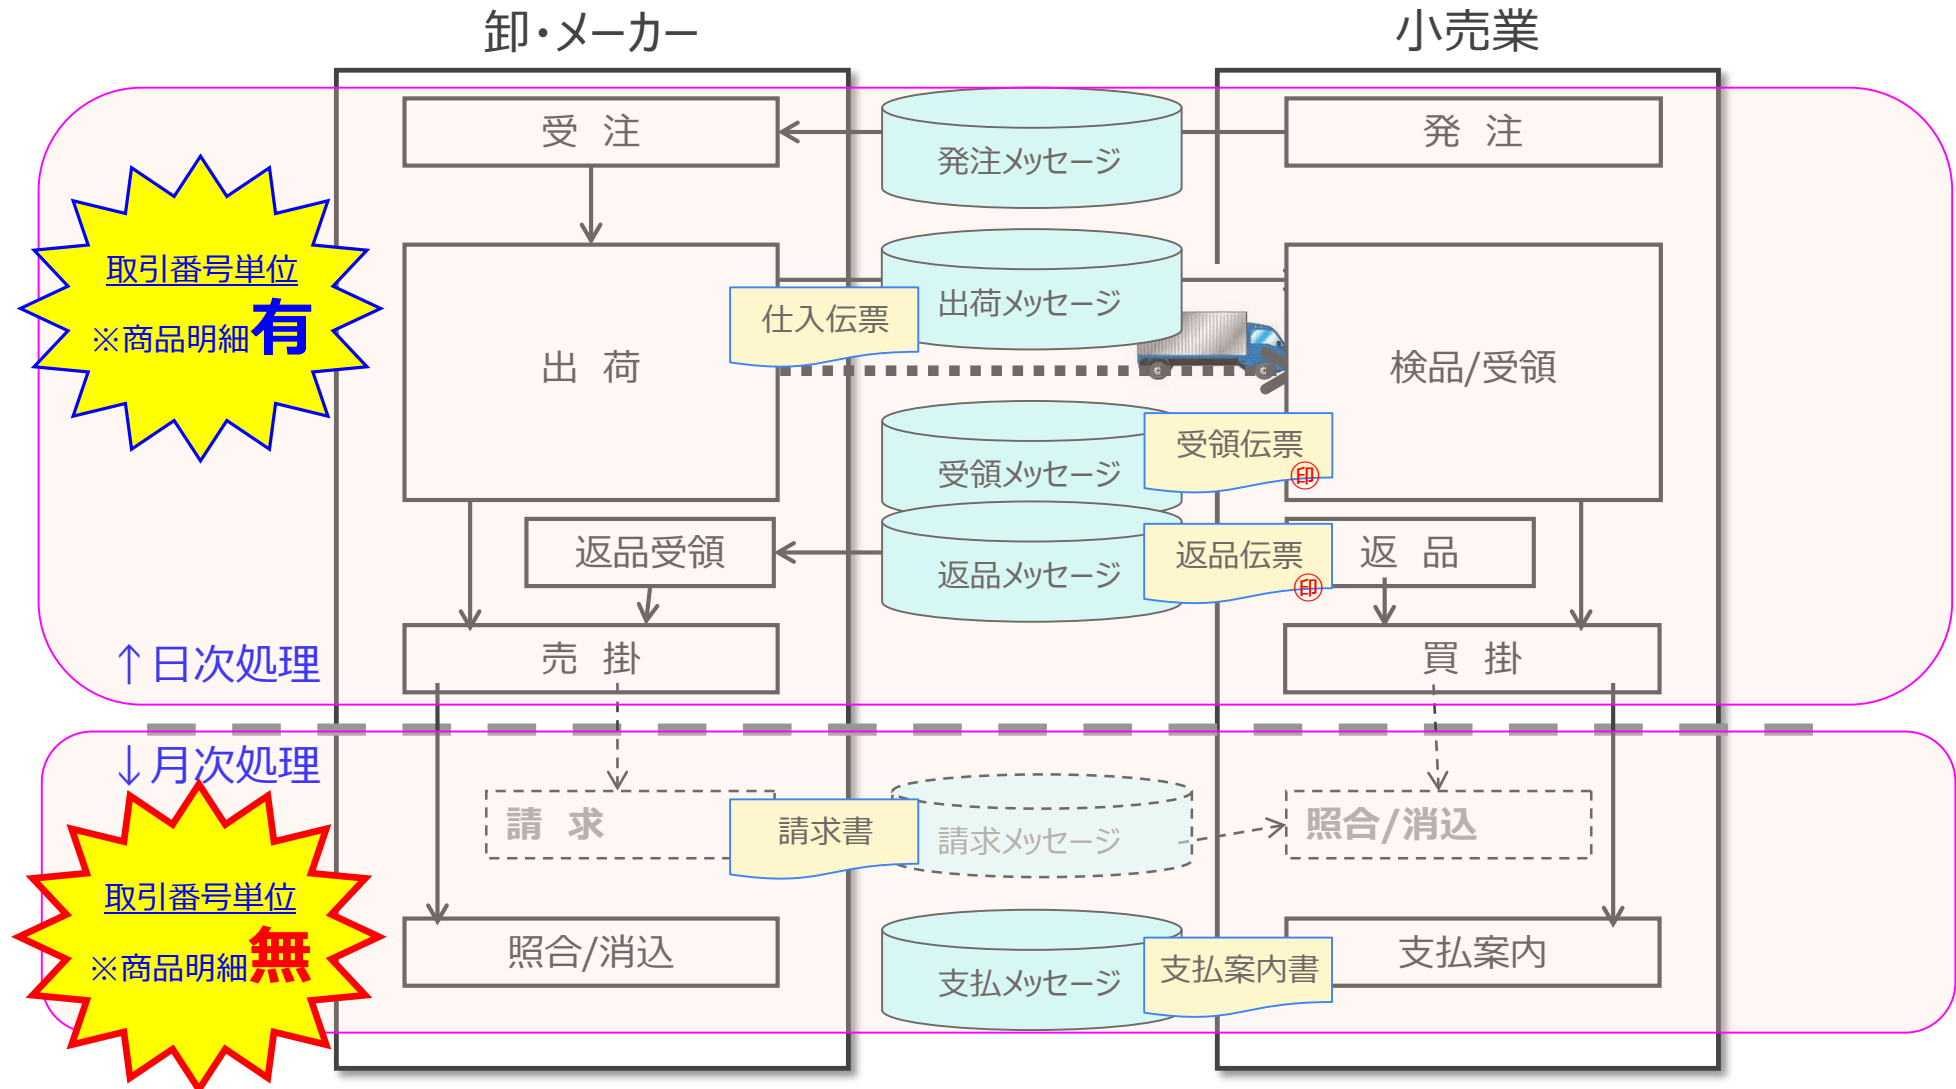 卸・メーカー
小売業
受 注
発注メッセージ
発 注
取引番号単位
※商品明細有
出荷メッセージ
仕入伝票
出 荷
検品/受領
受領メッセージ
受領伝票
印
返品受領
返品メッセージ
返品伝票
印
返 品
売 掛
買 掛
↑日次処理
↓月次処理
請 求
請求書
請求メッセージ
照合/消込
取引番号単位
※商品明細無
照合/消込
支払メッセージ
支払案内書
支払案内